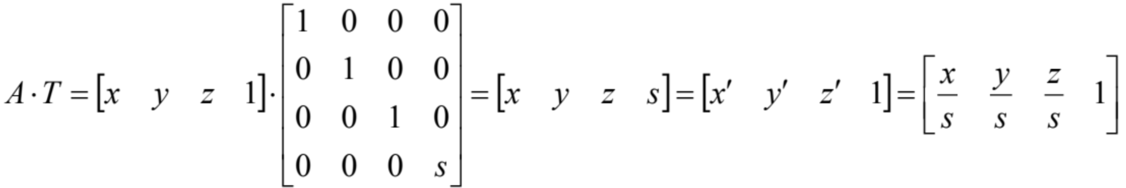 A · T = [x y z 1] · [1 0 0 0; 0 1 0 0; 0 0 1 0; 0 0 0 s] = [x y z s] = [x′ y′ z′ 1] = [x/s y/s z/s 1]